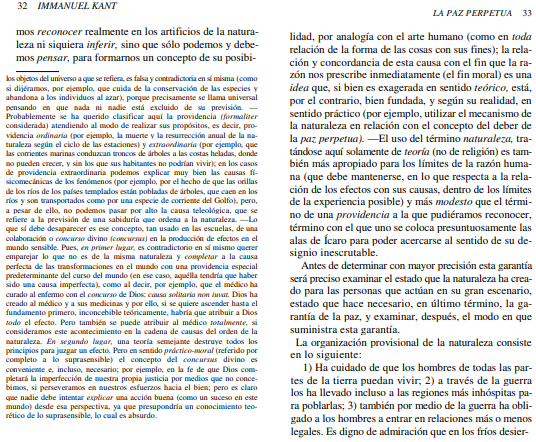 32 IMMANUEL KANT
mos reconocer realmente en los artificios de la natura-
leza ni siquiera inferir, sino que sólo podemos y debe-
mos pensar, para formarnos un concepto de su posibi-
los objetos del universo a que se refiera, es falsa y contradictoria en sí misma (como
si dijéramos, por ejemplo, que cuida de la conservación de las especies y
abandona a los individuos al azar), porque precisamente se llama universal
pensando en que nada ni nadie está excluido de su previsión. —
Probablemente se ha querido clasificar aquí la providencia (formaliter
considerata) atendiendo al modo de realizar sus propósitos, es decir, pro-
videncia ordinaria (por ejemplo, la muerte y la resurrección anual de la na-
turaleza según el ciclo de las estaciones) y extraordinaria (por ejemplo, que
las corrientes marinas conduzcan troncos de árboles a las costas heladas, donde
no pueden crecer, y sin los que sus habitantes no podrían vivir); en los casos
de providencia extraordinaria podemos explicar muy bien las causas fí-
sicomecánicas de los fenómenos (por ejemplo, por el hecho de que las orillas
de los ríos de los países templados están pobladas de árboles, que caen en los
ríos y son transportados como por una especie de corriente del Golfo), pero,
a pesar de ello, no podemos pasar por alto la causa teleológica, que se
refiere a la previsión de una sabiduría que ordena a la naturaleza. —Lo
que sí debe desaparecer es ese concepto, tan usado en las escuelas, de una
colaboración o concurso divino (concursus) en la producción de efectos en el
mundo sensible. Pues, en primer lugar, es contradictorio en sí mismo querer
emparejar lo que no es de la misma naturaleza y completar a la causa
perfecta de las transformaciones en el mundo con una providencia especial
predeterminante del curso del mundo (en ese caso, aquélla tendría que haber
sido una causa imperfecta), como al decir, por ejemplo, que el médico ha
curado al enfermo con el concurso de Dios: causa solitaria non iuvat. Dios ha
creado al médico y a sus medicinas y por ello, si se quiere ascender hasta el
fundamento primero, inconcebible teóricamente, habría que atribuir a Dios
todo el efecto. Pero también se puede atribuir al médico totalmente, si
consideramos este acontecimiento en la cadena de causas del orden de la
naturaleza. En segundo lugar, una teoría semejante destruye todos los
principios para juzgar un efecto. Pero en sentido práctico-moral (referido por
completo a lo suprasensible) el concepto del concursus divino es
conveniente e, incluso, necesario; por ejemplo, en la fe de que Dios com-
pletará la imperfección de nuestra propia justicia por medios que no conce-
bimos, si perseveramos en nuestros esfuerzos hacia el bien; pero es claro
que nadie debe intentar explicar una acción buena (como un suceso en este
mundo) desde esa perspectiva, ya que presupondría un conocimiento teo-
rético de lo suprasensible, lo cual es absurdo.
LA PAZ PERPETUA 33
lidad, por analogía con el arte humano (como en toda
relación de la forma de las cosas con sus fines); la rela-
ción y concordancia de esta causa con el fin que la ra-
zón nos prescribe inmediatamente (el fin moral) es una
idea que, si bien es exagerada en sentido teórico, está,
por el contrario, bien fundada, y según su realidad, en
sentido práctico (por ejemplo, utilizar el mecanismo de
la naturaleza en relación con el concepto del deber de
la paz perpetua). —El uso del término naturaleza, tra-
tándose aquí solamente de teoría (no de religión) es tam-
bién más apropiado para los límites de la razón huma-
na (que debe mantenerse, en lo que respecta a la rela-
ción de los efectos con sus causas, dentro de los límites
de la experiencia posible) y más modesto que el térmi-
no de una providencia a la que pudiéramos reconocer,
término con el que uno se coloca presuntuosamente las
alas de Ícaro para poder acercarse al sentido de su de-
signio inescrutable.
Antes de determinar con mayor precisión esta garantía
será preciso examinar el estado que la naturaleza ha crea-
do para las personas que actúan en su gran escenario,
estado que hace necesario, en último término, la ga-
rantía de la paz, y examinar, después, el modo en que
suministra esta garantía.
La organización provisional de la naturaleza consiste
en lo siguiente:
1) Ha cuidado de que los hombres de todas las par-
tes de la tierra puedan vivir; 2) a través de la guerra
los ha llevado incluso a las regiones más inhóspitas pa-
ra poblarlas; 3) también por medio de la guerra ha obli-
gado a los hombres a entrar en relaciones más o menos
legales. Es digno de admiración que en los fríos desier-